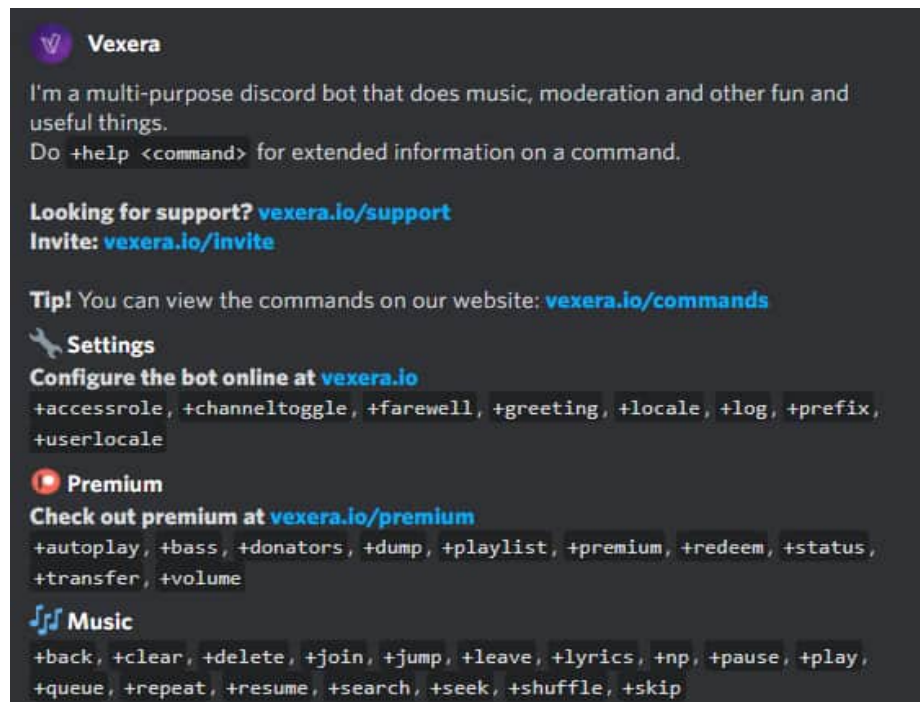 Vexera
I'm a multi-purpose discord bot that does music, moderation and other fun and
useful things.
Do +help <command> for extended information on a command.
Looking for support? vexera.io/support
Invite: vexera.io/invite
Tip! You can view the commands on our website: vexera.io/commands
Settings
Configure the bot online at vexera.io
+accessrole, +channeltoggle, +farewell, +greeting, +locale, +log, +prefix,
+userlocale
Premium
Check out premium at vexera.io/premium
+autoplay, +bass, +donators, +dump, +playlist, +premium, +redeem, +status,
+transfer, +volume
Music
+back, +clear, +delete, +join, +jump, +leave, +lyrics, +np, +pause, +play,
+queue, +repeat, +resume, +search, +seek, +shuffle, +skip